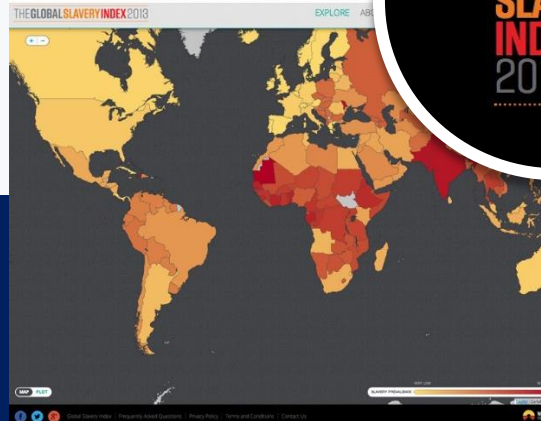 THE GLOBAL SLAVERY INDEX 2013
EXPLORE
SLA
IND
20
+ -
MAP PLOT
SLAVERY PREVALENCE
Global Slavery Index | Frequently Asked Questions | Privacy Policy | Terms and Conditions | Contact Us